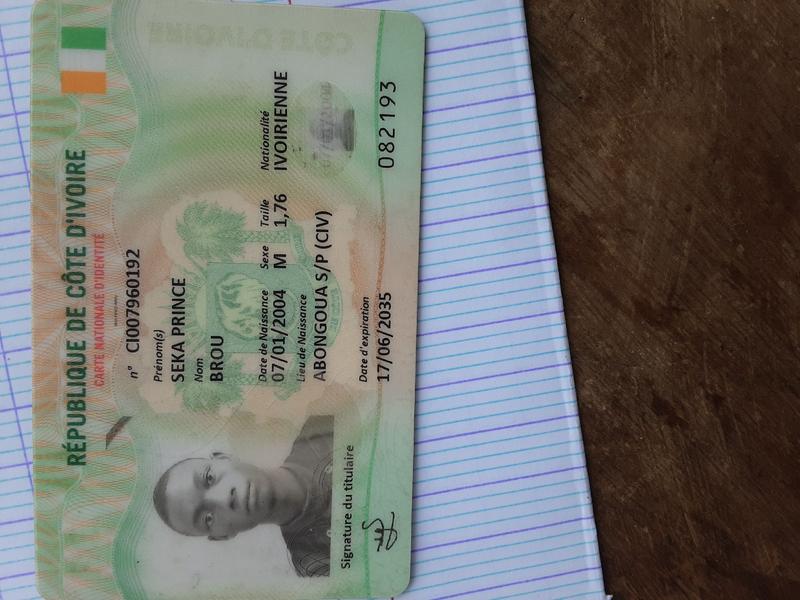 RÉPUBLIQUE DE CÔTE D'IVOIRE
CARTE NATIONALE D'IDENTITÉ
n° CI007960192
Prénom(s)
SEKA PRINCE
Nom
BROU
Date de Naissance Sexe Taille Nationalité
07/01/2004 M 1,76 IVOIRIENNE
Lieu de Naissance
ABONGOUA S/P (CIV)
Date d'expiration
17/06/2035
082193
Signature du titulaire
CÔTE D'IVOIRE